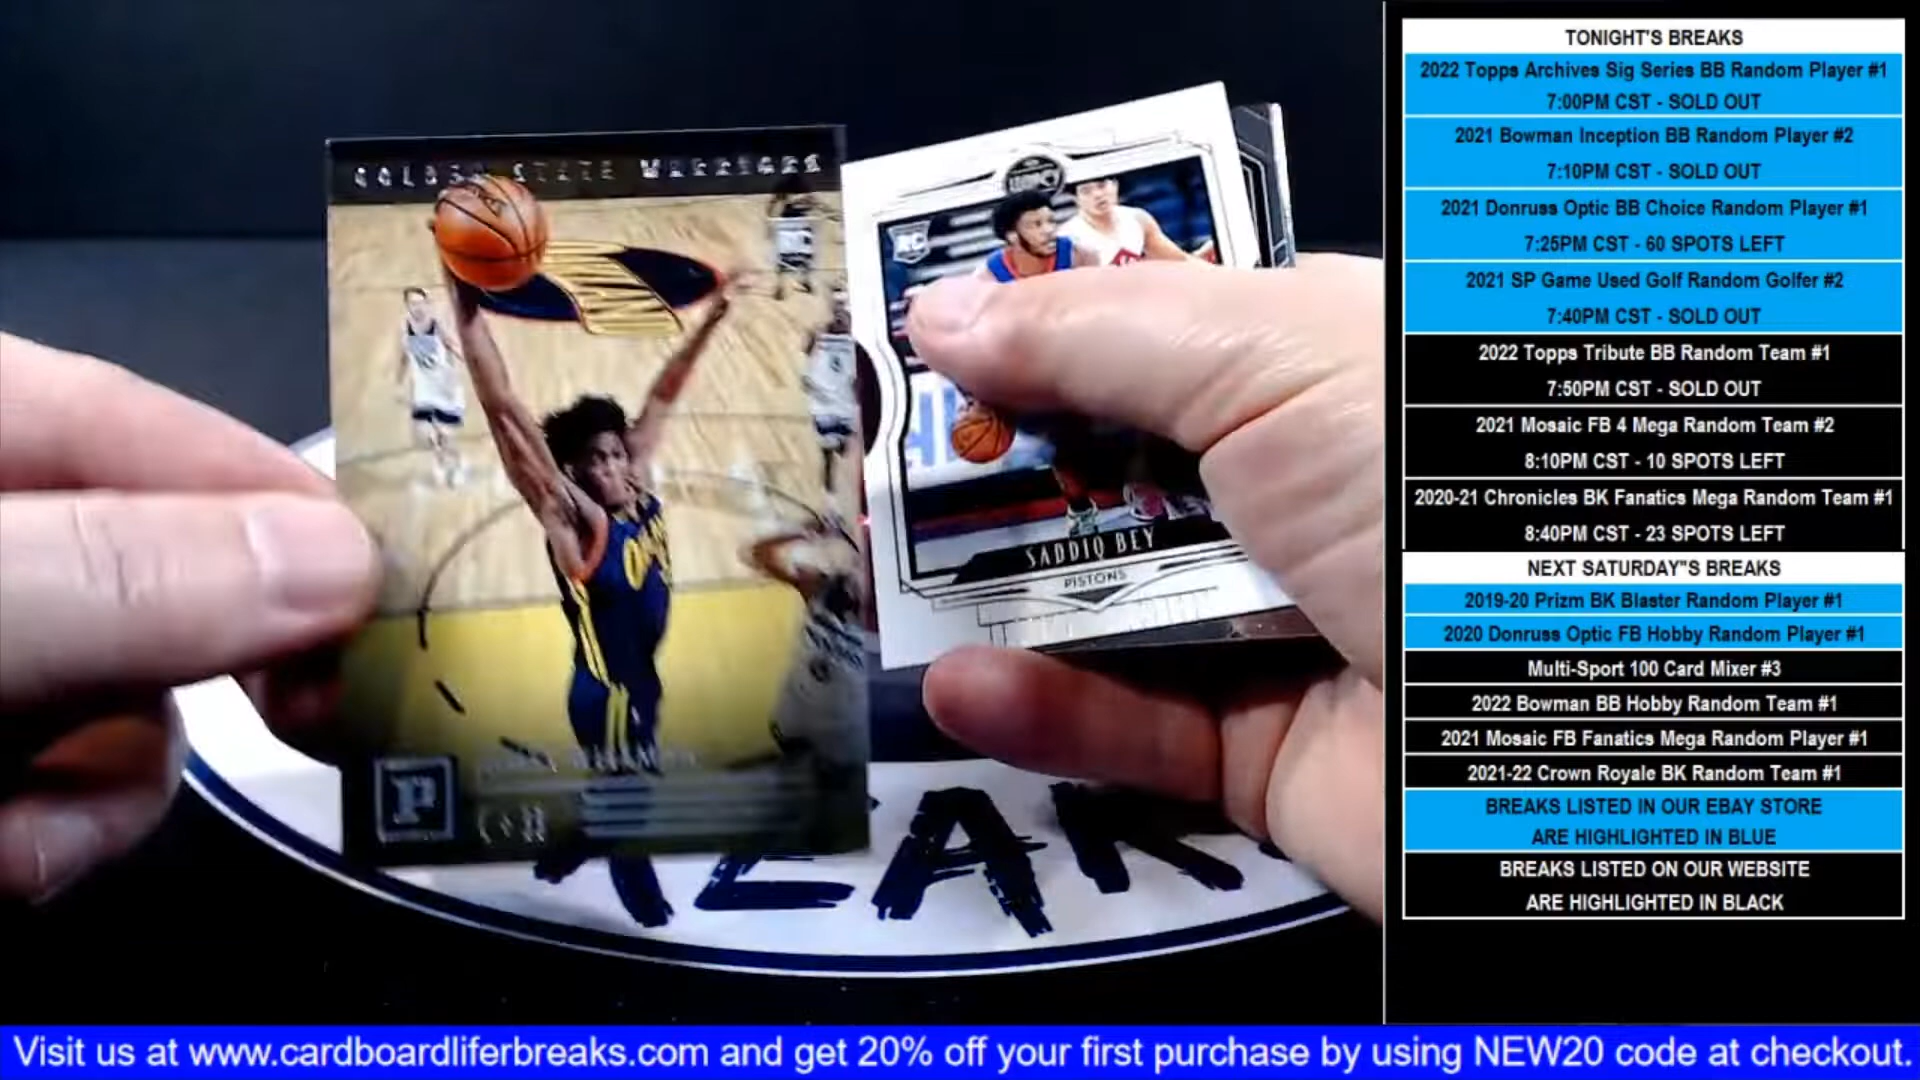 GOLDEN STATE WARRIORS
RC
LEGACY
RC
SADDIQ BEY
PISTONS
P
TONIGHT'S BREAKS
2022 Topps Archives Sig Series BB Random Player #1
7:00PM CST - SOLD OUT
2021 Bowman Inception BB Random Player #2
7:10PM CST - SOLD OUT
2021 Donruss Optic BB Choice Random Player #1
7:25PM CST - 60 SPOTS LEFT
2021 SP Game Used Golf Random Golfer #2
7:40PM CST - SOLD OUT
2022 Topps Tribute BB Random Team #1
7:50PM CST - SOLD OUT
2021 Mosaic FB 4 Mega Random Team #2
8:10PM CST - 10 SPOTS LEFT
2020-21 Chronicles BK Fanatics Mega Random Team #1
8:40PM CST - 23 SPOTS LEFT
NEXT SATURDAY"S BREAKS
2019-20 Prizm BK Blaster Random Player #1
2020 Donruss Optic FB Hobby Random Player #1
Multi-Sport 100 Card Mixer #3
2022 Bowman BB Hobby Random Team #1
2021 Mosaic FB Fanatics Mega Random Player #1
2021-22 Crown Royale BK Random Team #1
BREAKS LISTED IN OUR EBAY STORE
ARE HIGHLIGHTED IN BLUE
BREAKS LISTED ON OUR WEBSITE
ARE HIGHLIGHTED IN BLACK
Visit us at www.cardboardliferbreaks.com and get 20% off your first purchase by using NEW20 code at checkout.